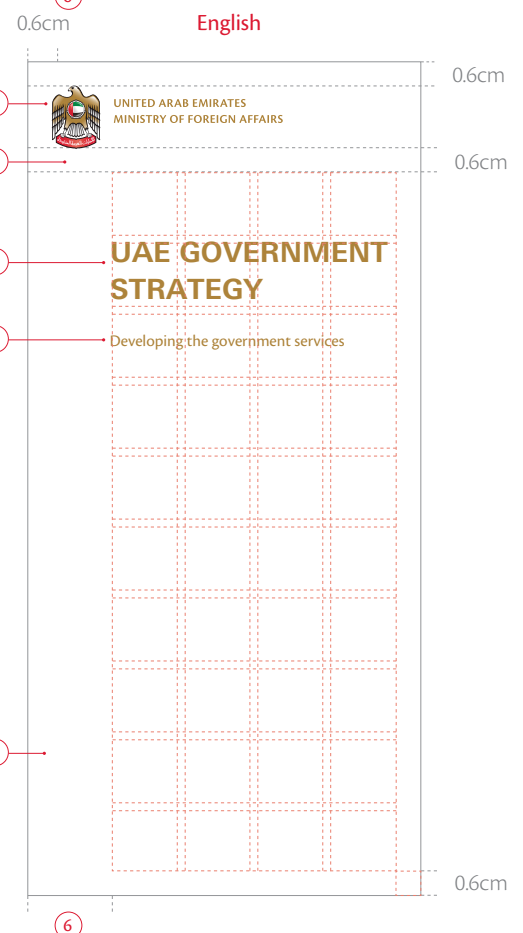 0.6cm
English
0.6cm
UNITED ARAB EMIRATES
MINISTRY OF FOREIGN AFFAIRS
0.6cm
UAE GOVERNMENT
STRATEGY
Developing the government services
0.6cm
6